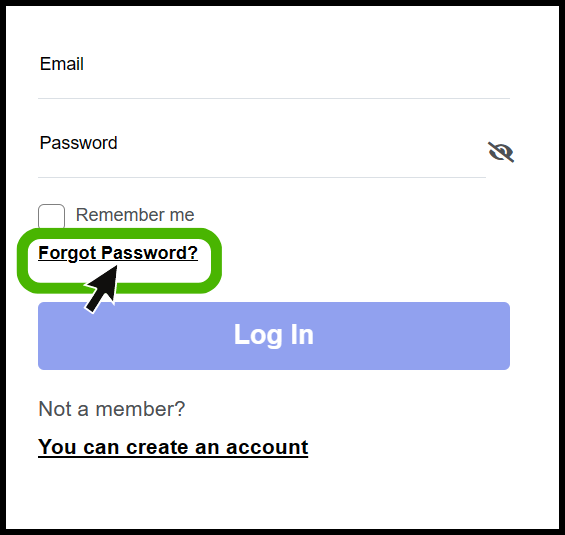 Email
Password
Remember me
Forgot Password?
Log In
Not a member?
You can create an account